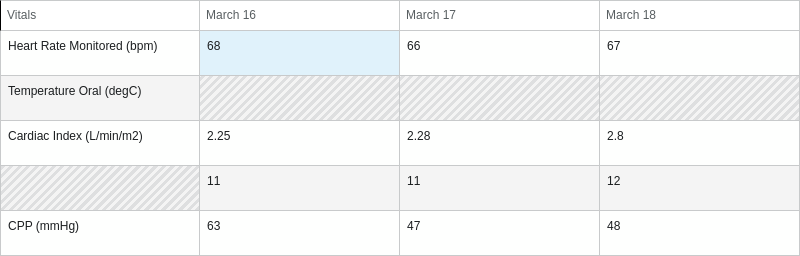 Vitals March 16 March 17 March 18
Heart Rate Monitored (bpm) 68 66 67
Temperature Oral (degC)
Cardiac Index (L/min/m2) 2.25 2.28 2.8
11 11 12
CPP (mmHg) 63 47 48